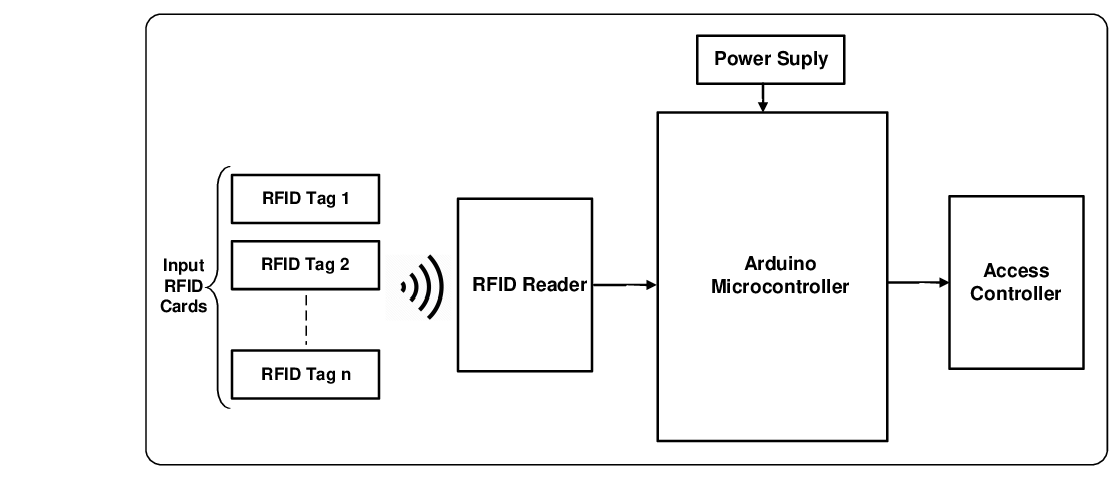 Power Suply
RFID Tag 1
RFID Tag 2
RFID Tag n
Input
RFID
Cards
RFID Reader
Arduino
Microcontroller
Access
Controller